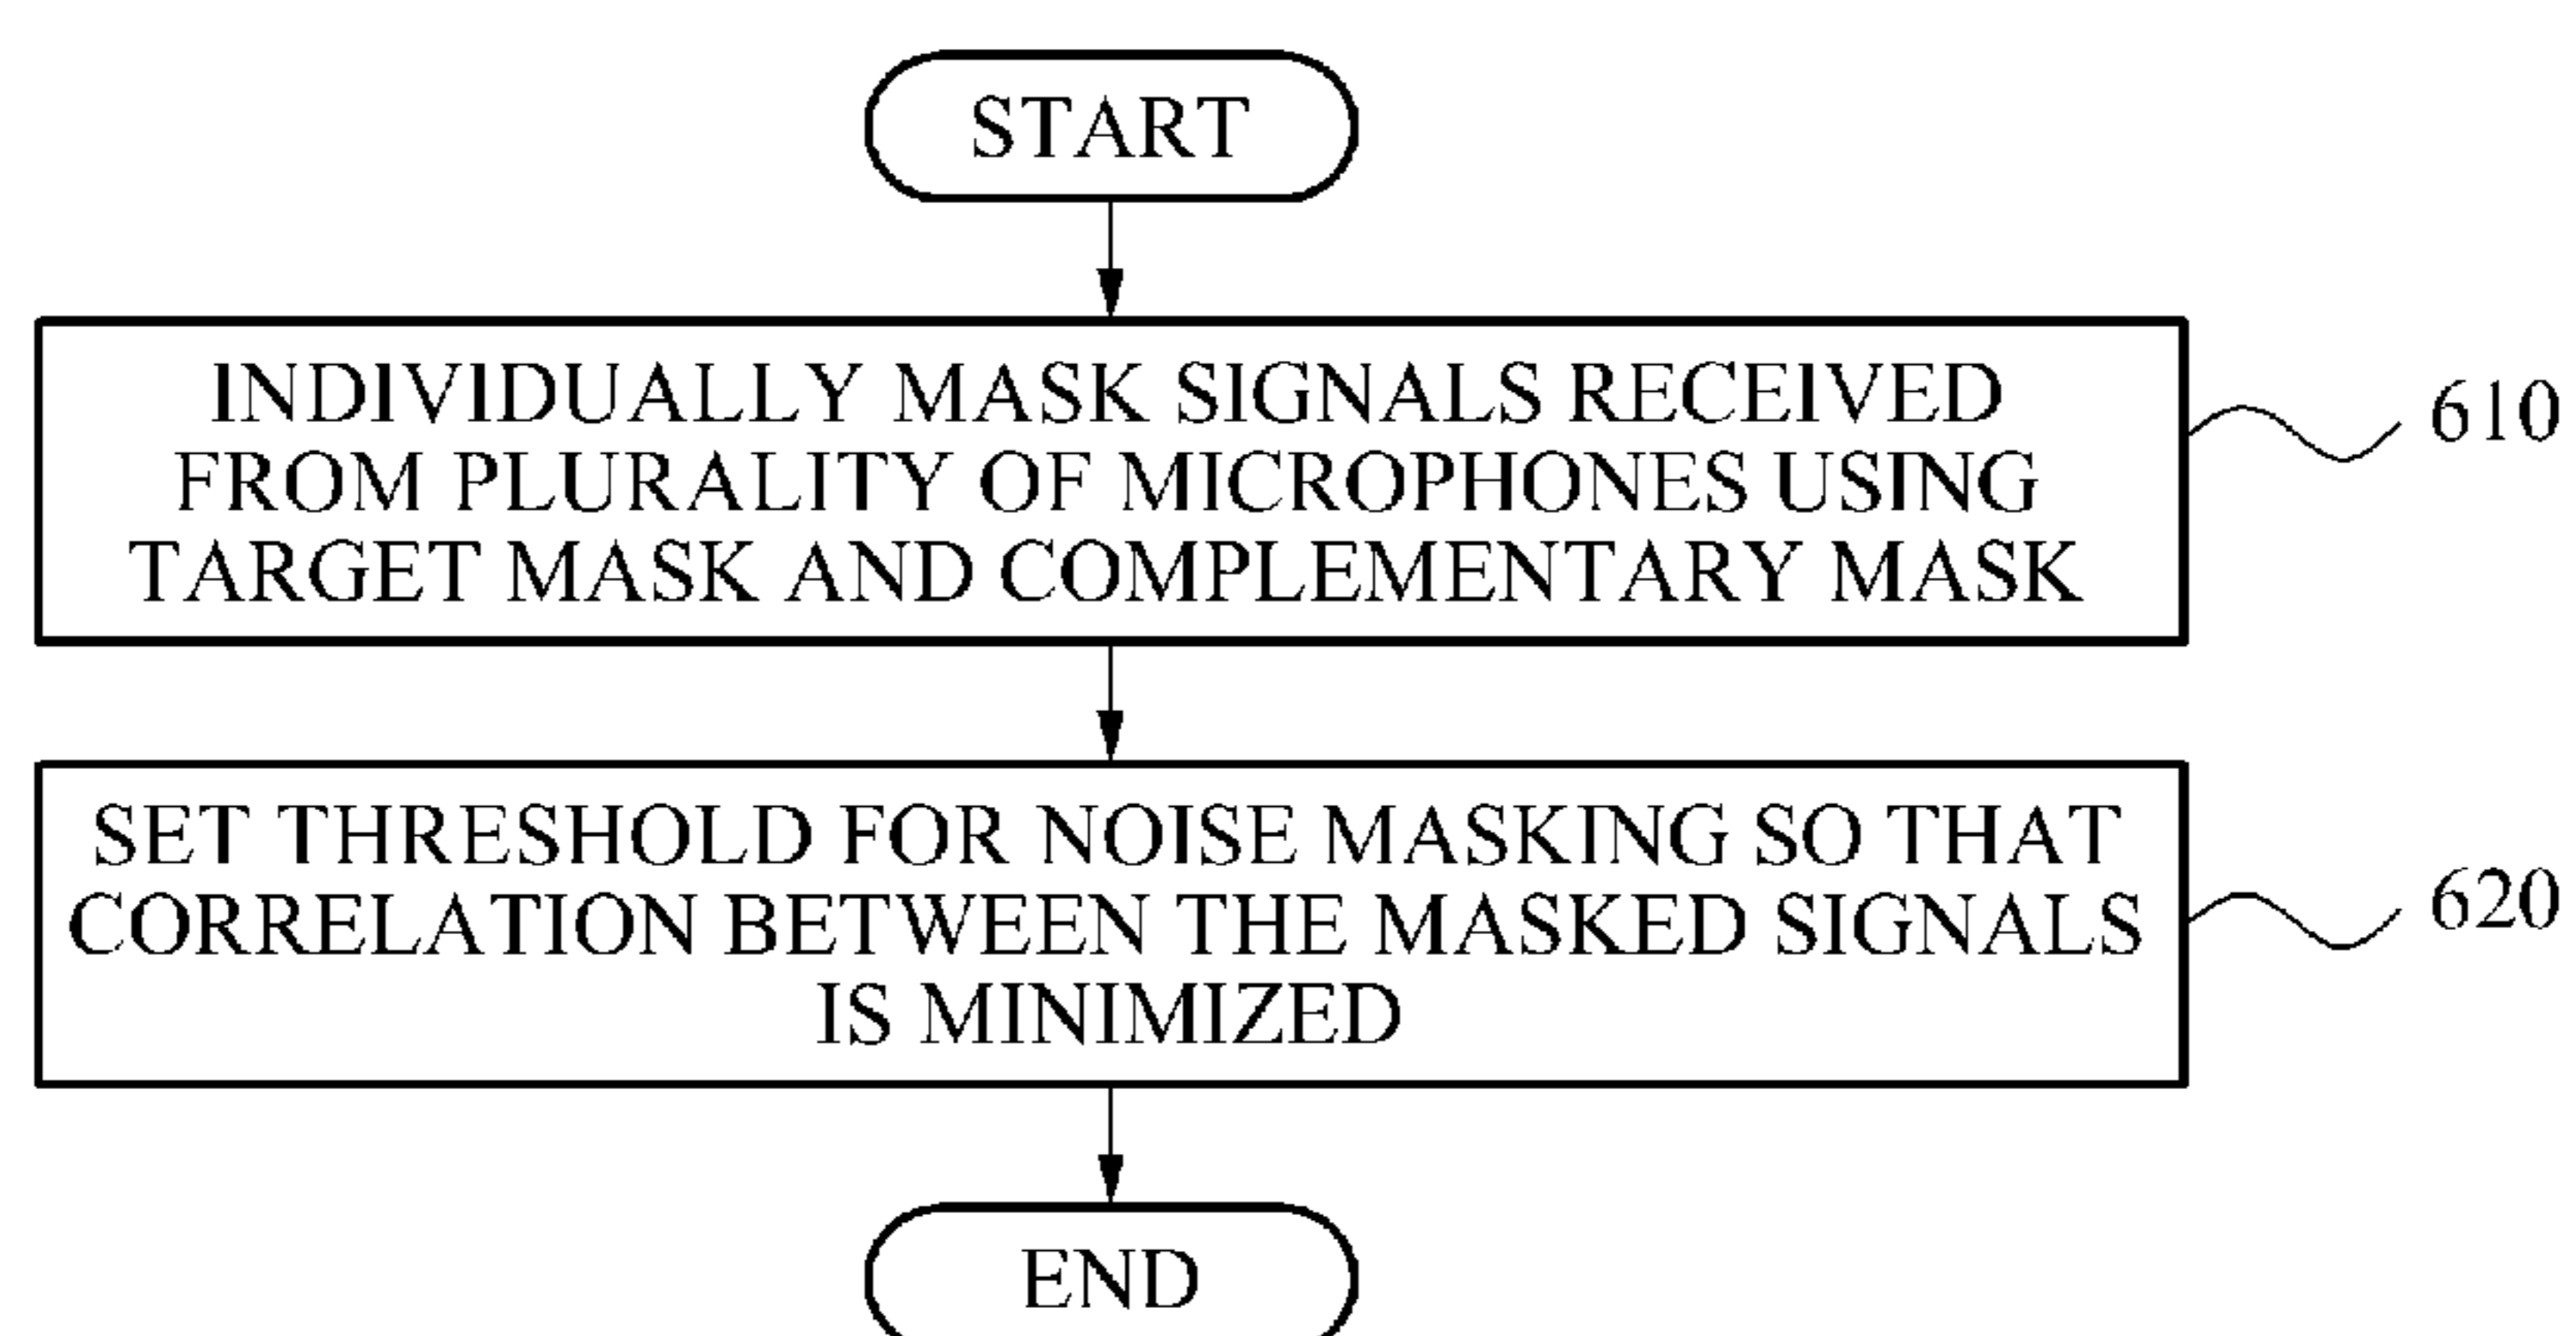 START
INDIVIDUALLY MASK SIGNALS RECEIVED
FROM PLURALITY OF MICROPHONES USING
TARGET MASK AND COMPLEMENTARY MASK
610
SET THRESHOLD FOR NOISE MASKING SO THAT
CORRELATION BETWEEN THE MASKED SIGNALS
IS MINIMIZED
620
END